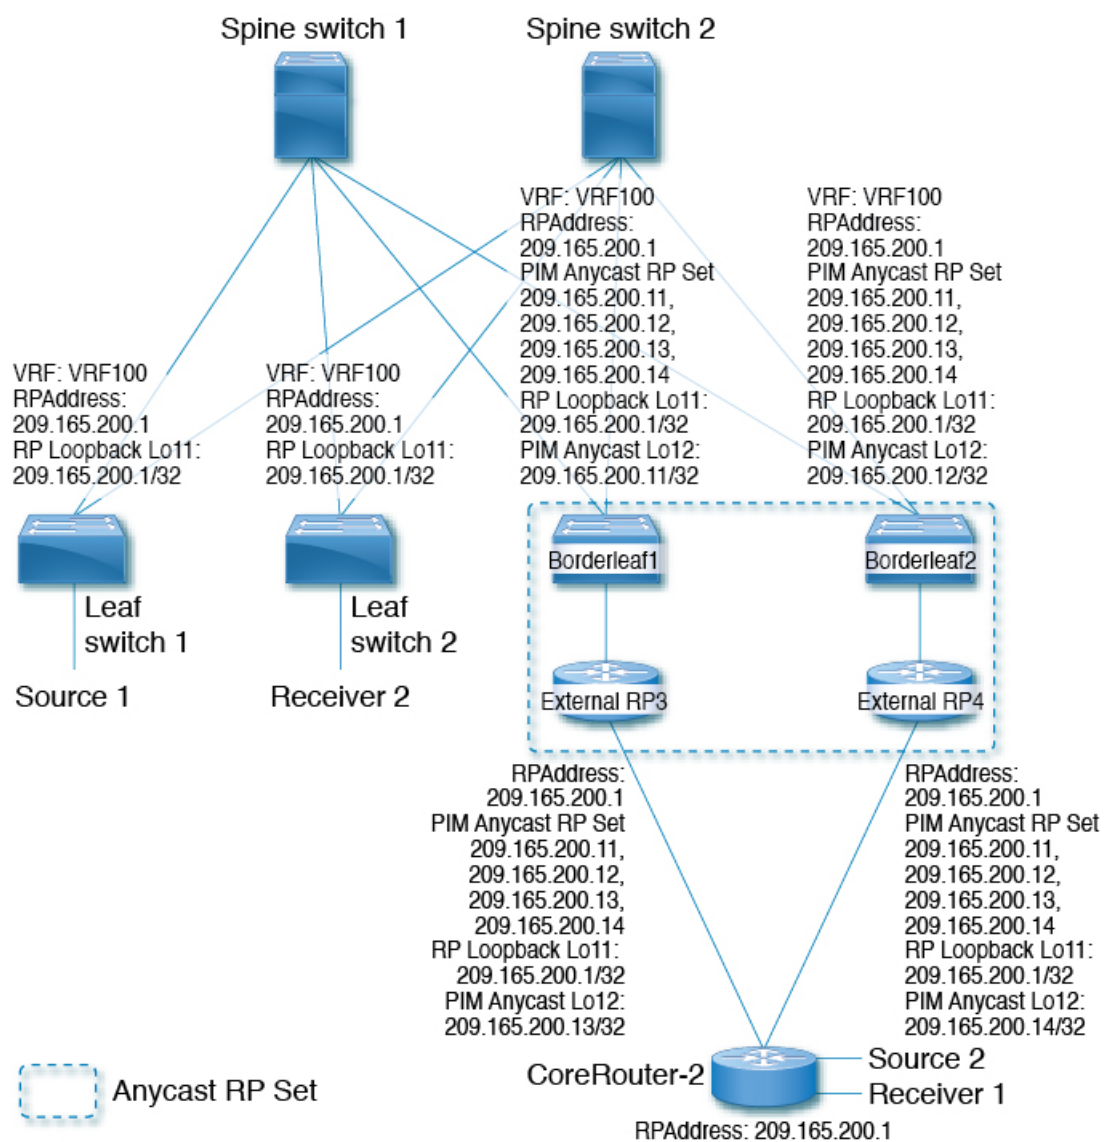 Spine switch 1
Spine switch 2
VRF: VRF100
RPAddress:
209.165.200.1
PIM Anycast RP Set
209.165.200.11,
209.165.200.12,
209.165.200.13,
209.165.200.14
RP Loopback Lo11:
209.165.200.1/32
PIM Anycast Lo12:
209.165.200.11/32
VRF: VRF100
RPAddress:
209.165.200.1
PIM Anycast RP Set
209.165.200.11,
209.165.200.12,
209.165.200.13,
209.165.200.14
RP Loopback Lo11:
209.165.200.1/32
PIM Anycast Lo12:
209.165.200.12/32
VRF: VRF100
RPAddress:
209.165.200.1
RP Loopback Lo11:
209.165.200.1/32
VRF: VRF100
RPAddress:
209.165.200.1
RP Loopback Lo11:
209.165.200.1/32
Borderleaf1
Borderleaf2
Leaf
switch 1
Leaf
switch 2
Source 1
Receiver 2
External RP3
External RP4
RPAddress:
209.165.200.1
PIM Anycast RP Set
209.165.200.11,
209.165.200.12,
209.165.200.13,
209.165.200.14
RP Loopback Lo11:
209.165.200.1/32
PIM Anycast Lo12:
209.165.200.13/32
RPAddress:
209.165.200.1
PIM Anycast RP Set
209.165.200.11,
209.165.200.12,
209.165.200.13,
209.165.200.14
RP Loopback Lo11:
209.165.200.1/32
PIM Anycast Lo12:
209.165.200.14/32
Anycast RP Set
CoreRouter-2
Source 2
Receiver 1
RPAddress: 209.165.200.1